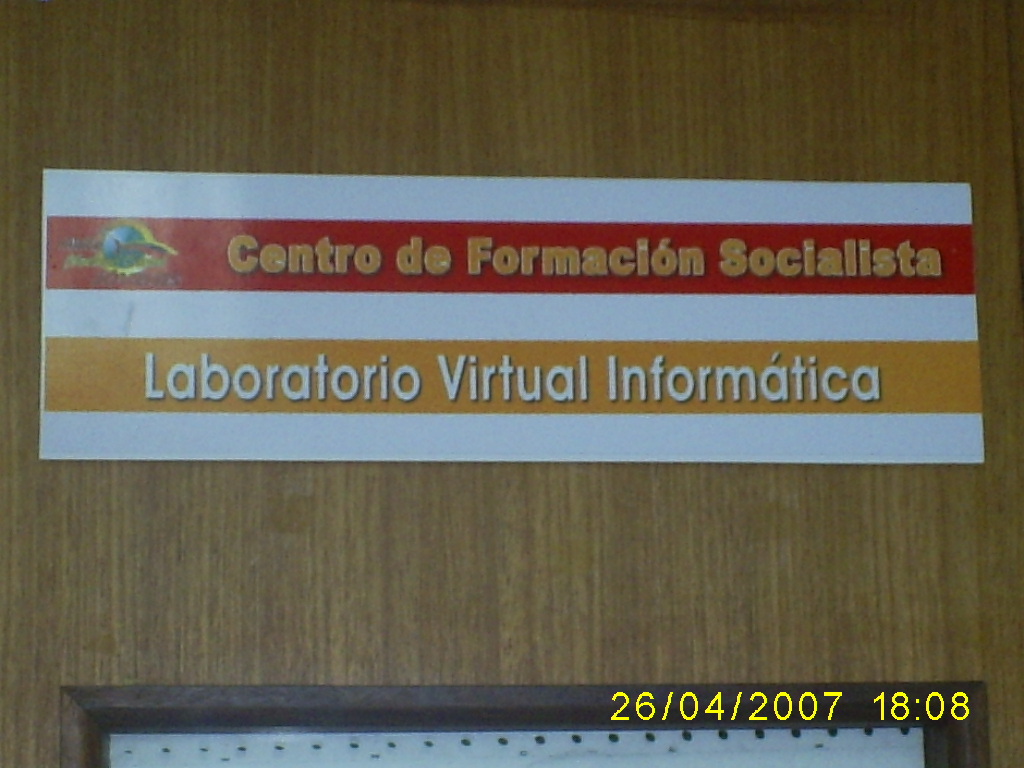 Centro de Formación Socialista
Laboratorio Virtual Informática
26/04/2007 18:08